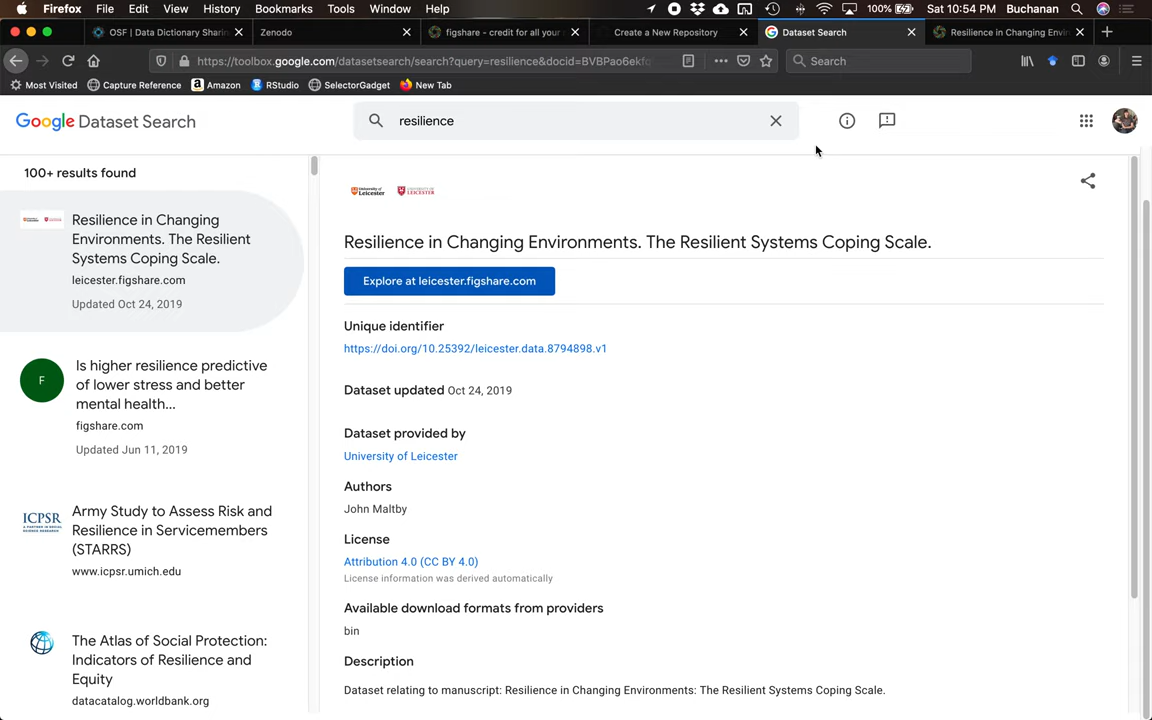 Firefox File Edit View History Bookmarks Tools Window Help 100% Sat 10:54 PM Buchanan
OSF | Data Dictionary Sharin
Zenodo
figshare - credit for all your
Create a New Repository
Dataset Search
Resilience in Changing Envir
https://toolbox.google.com/datasetsearch/search?query=resilience&docid=BVBPao6ekfo
Search
Most Visited Capture Reference Amazon RStudio SelectorGadget New Tab
Google Dataset Search
resilience
100+ results found
Resilience in Changing
Environments. The Resilient
Systems Coping Scale.
leicester.figshare.com
Updated Oct 24, 2019
F
Is higher resilience predictive
of lower stress and better
mental health...
figshare.com
Updated Jun 11, 2019
ICPSR
Army Study to Assess Risk and
Resilience in Servicemembers
(STARRS)
www.icpsr.umich.edu
The Atlas of Social Protection:
Indicators of Resilience and
Equity
datacatalog.worldbank.org
Resilience in Changing Environments. The Resilient Systems Coping Scale.
Explore at leicester.figshare.com
Unique identifier
https://doi.org/10.25392/leicester.data.8794898.v1
Dataset updated Oct 24, 2019
Dataset provided by
University of Leicester
Authors
John Maltby
License
Attribution 4.0 (CC BY 4.0)
License information was derived automatically
Available download formats from providers
bin
Description
Dataset relating to manuscript: Resilience in Changing Environments: The Resilient Systems Coping Scale.